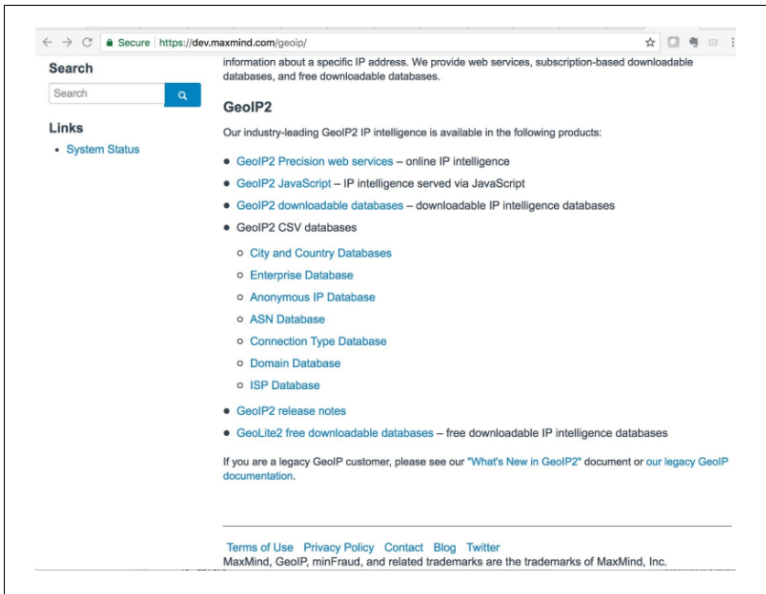 Secure https://dev.maxmind.com/geoip/
Search
Search
Links
• System Status
information about a specific IP address. We provide web services, subscription-based downloadable
databases, and free downloadable databases.
GeoIP2
Our industry-leading GeoIP2 IP intelligence is available in the following products:
• GeoIP2 Precision web services – online IP intelligence
• GeoIP2 JavaScript – IP intelligence served via JavaScript
• GeoIP2 downloadable databases – downloadable IP intelligence databases
• GeoIP2 CSV databases
○ City and Country Databases
○ Enterprise Database
○ Anonymous IP Database
○ ASN Database
○ Connection Type Database
○ Domain Database
○ ISP Database
• GeoIP2 release notes
• GeoLite2 free downloadable databases – free downloadable IP intelligence databases
If you are a legacy GeoIP customer, please see our "What's New in GeoIP2" document or our legacy GeoIP
documentation.
Terms of Use Privacy Policy Contact Blog Twitter
MaxMind, GeoIP, minFraud, and related trademarks are the trademarks of MaxMind, Inc.